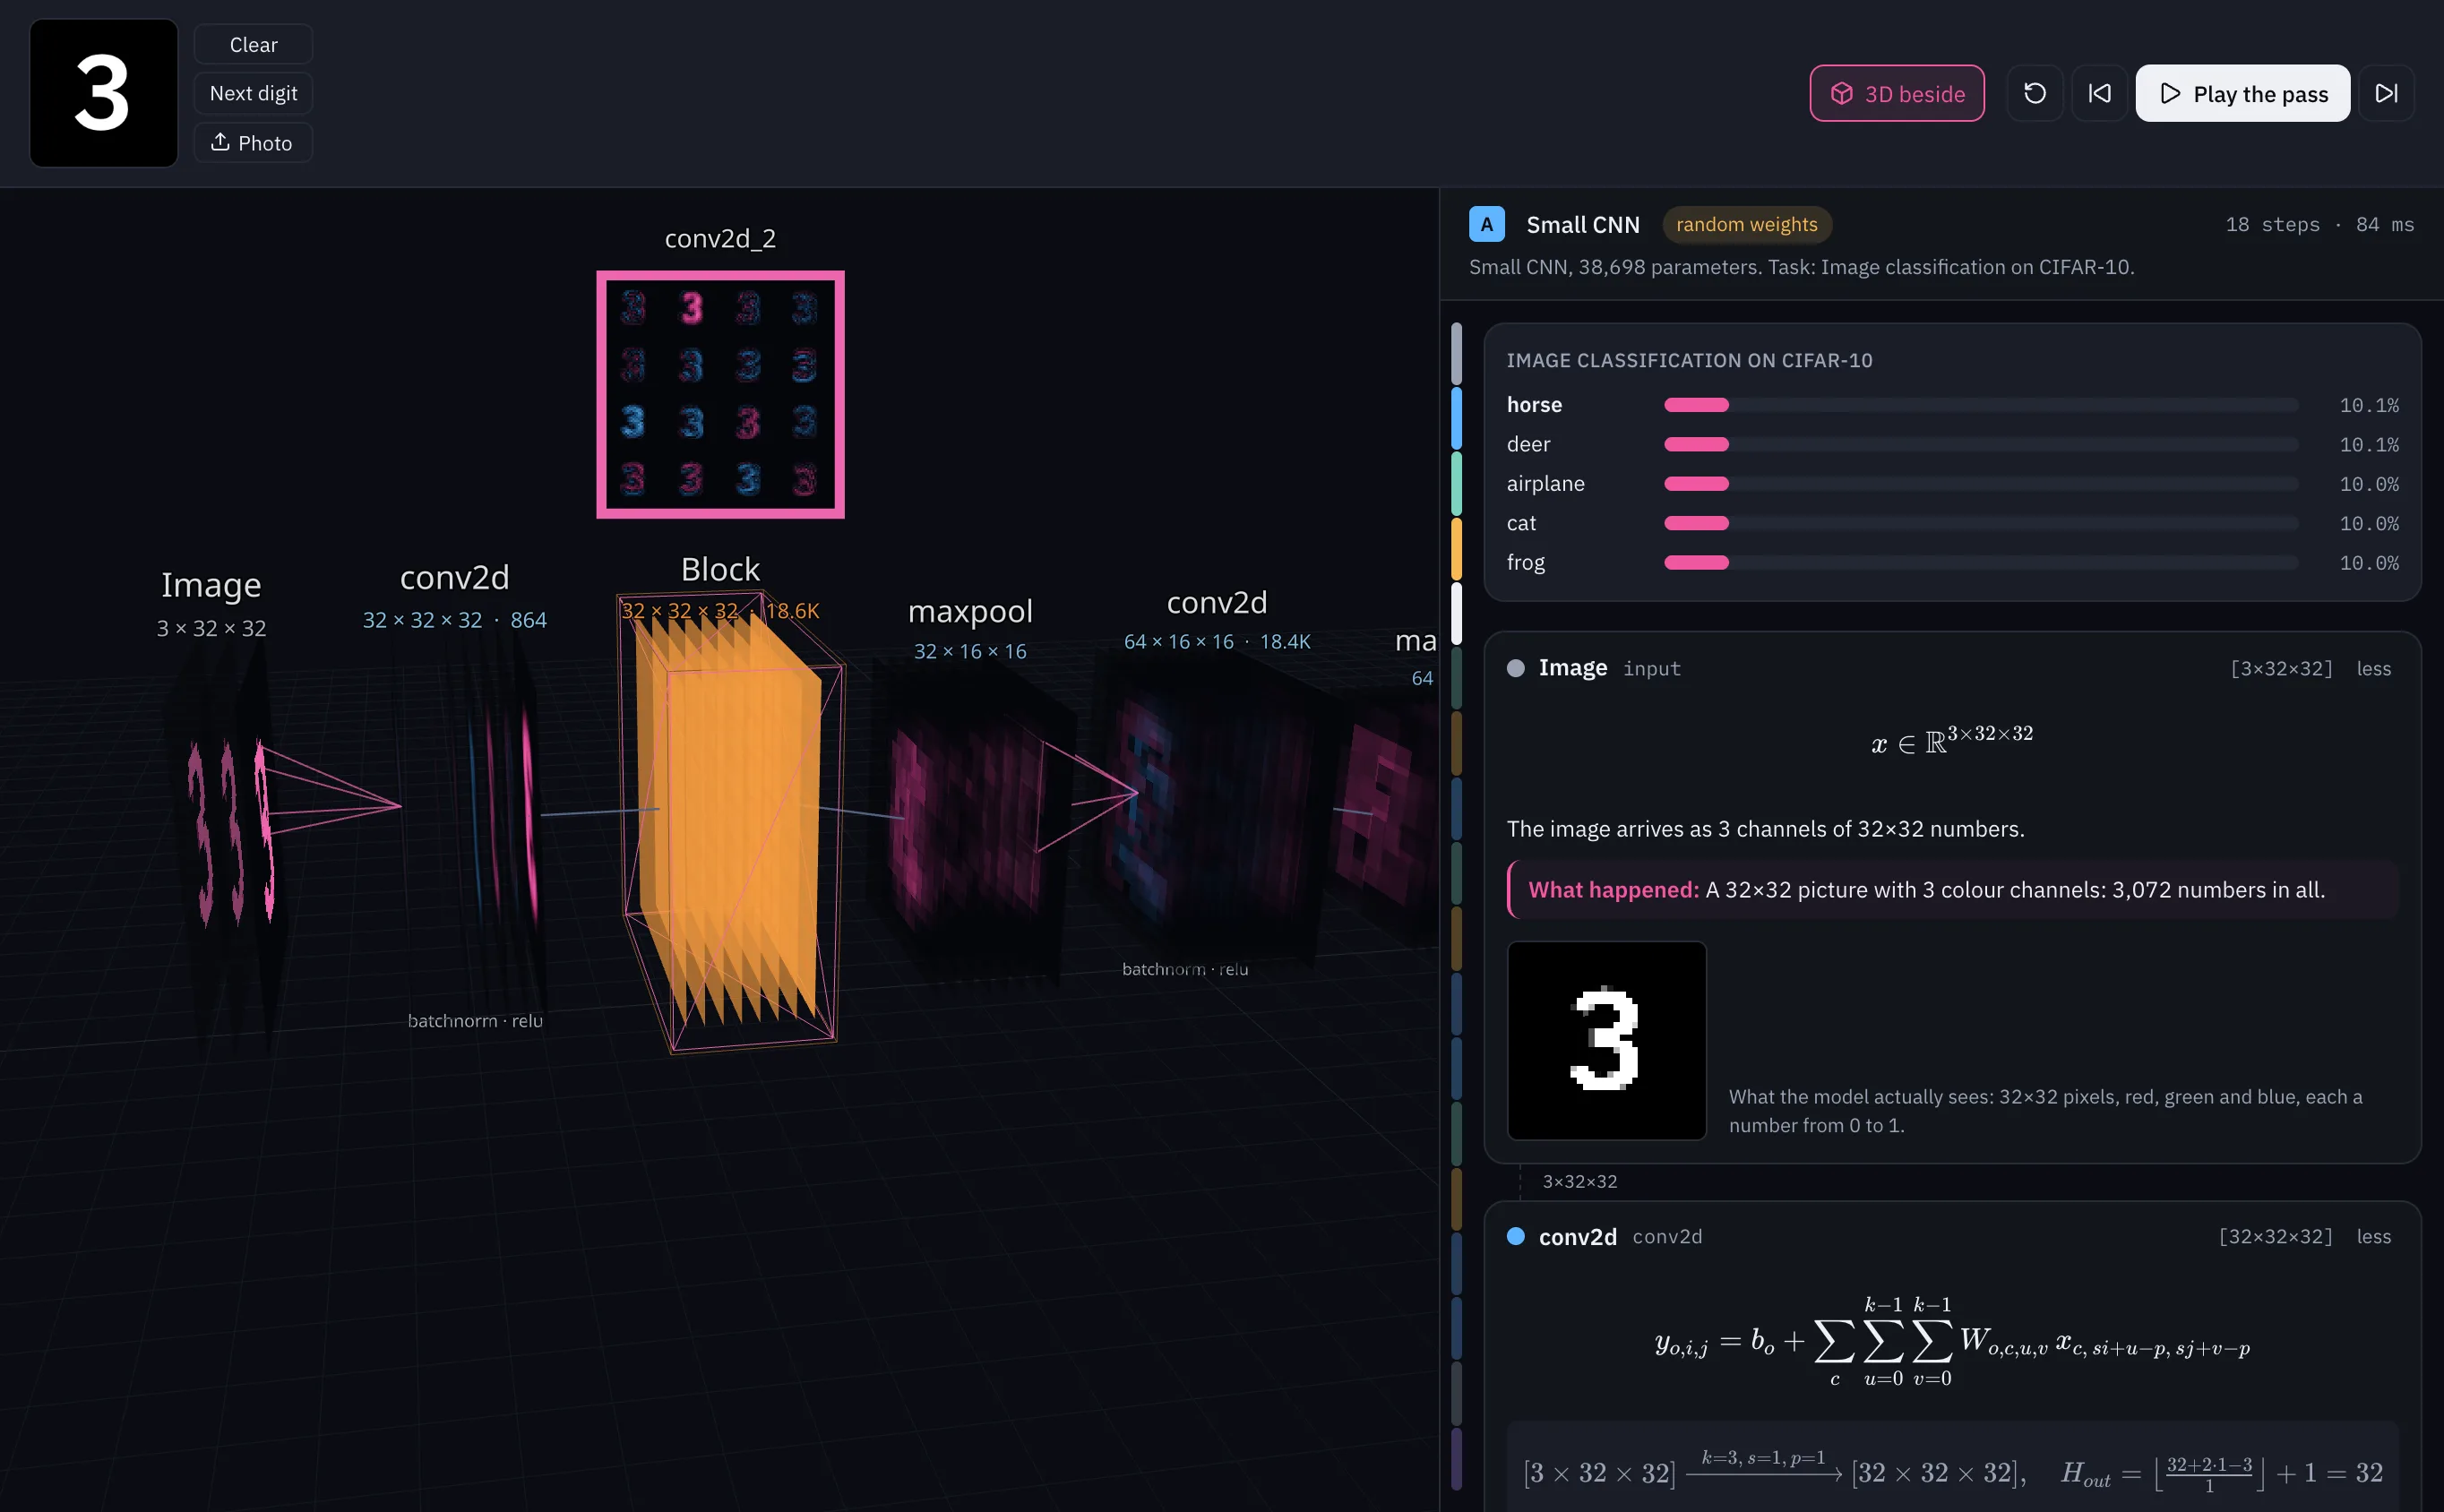 3
Clear
Next digit
Photo
3D beside
Play the pass
conv2d_2
Image
3 × 32 × 32
conv2d
32 × 32 × 32 · 864
batchnorm · relu
Block
32 × 32 × 32 · 18.6K
maxpool
32 × 16 × 16
conv2d
64 × 16 × 16 · 18.4K
batchnorm · relu
ma
64
A Small CNN random weights 18 steps · 84 ms
Small CNN, 38,698 parameters. Task: Image classification on CIFAR-10.
IMAGE CLASSIFICATION ON CIFAR-10
horse 10.1%
deer 10.1%
airplane 10.0%
cat 10.0%
frog 10.0%
Image input [3×32×32] less
x ∈ ℝ^{3×32×32}
The image arrives as 3 channels of 32×32 numbers.
What happened: A 32×32 picture with 3 colour channels: 3,072 numbers in all.
3
What the model actually sees: 32×32 pixels, red, green and blue, each a
number from 0 to 1.
3×32×32
conv2d conv2d [32×32×32] less
y_{o,i,j} = b_o + ∑_c ∑_{u=0}^{k−1} ∑_{v=0}^{k−1} W_{o,c,u,v} x_{c, si+u−p, sj+v−p}
[3 × 32 × 32] \xrightarrow{k=3, s=1, p=1} [32 × 32 × 32], H_{out} = ⌊\frac{32+2·1−3}{1}⌋ + 1 = 32